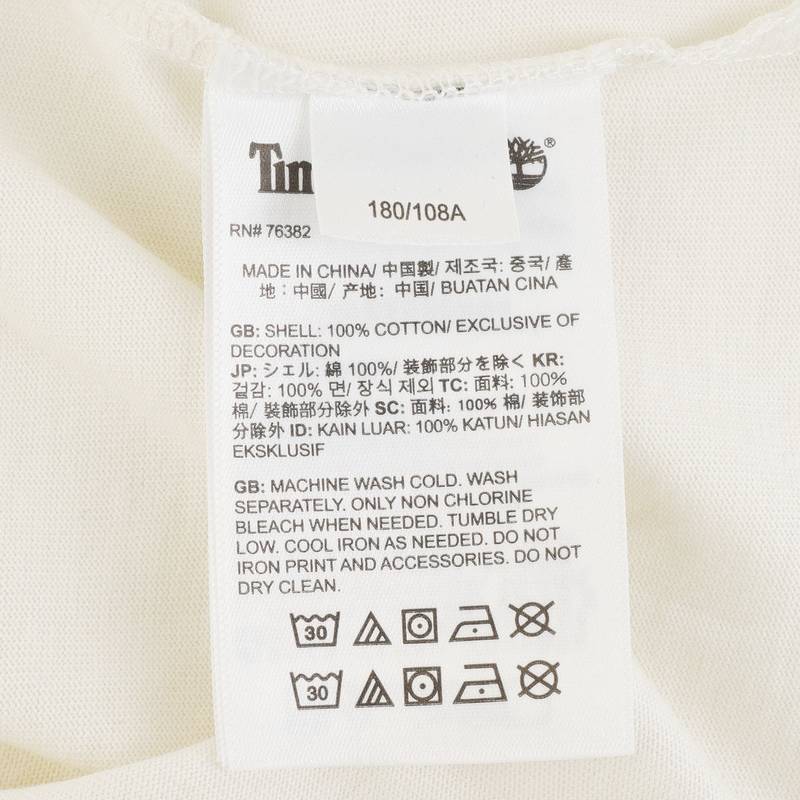 Tim
®
180/108A
RN# 76382
MADE IN CHINA/ 中国製/ 제조국: 중국/ 產
地：中國/ 产地: 中国/ BUATAN CINA
GB: SHELL: 100% COTTON/ EXCLUSIVE OF
DECORATION
JP: シェル: 綿 100%/ 装飾部分を除く KR:
겉감: 100% 면/ 장식 제외 TC: 面料: 100%
棉/ 裝飾部分除外 SC: 面料: 100% 棉/ 装饰部
分除外 ID: KAIN LUAR: 100% KATUN/ HIASAN
EKSKLUSIF
GB: MACHINE WASH COLD. WASH
SEPARATELY. ONLY NON CHLORINE
BLEACH WHEN NEEDED. TUMBLE DRY
LOW. COOL IRON AS NEEDED. DO NOT
IRON PRINT AND ACCESSORIES. DO NOT
DRY CLEAN.
30
30